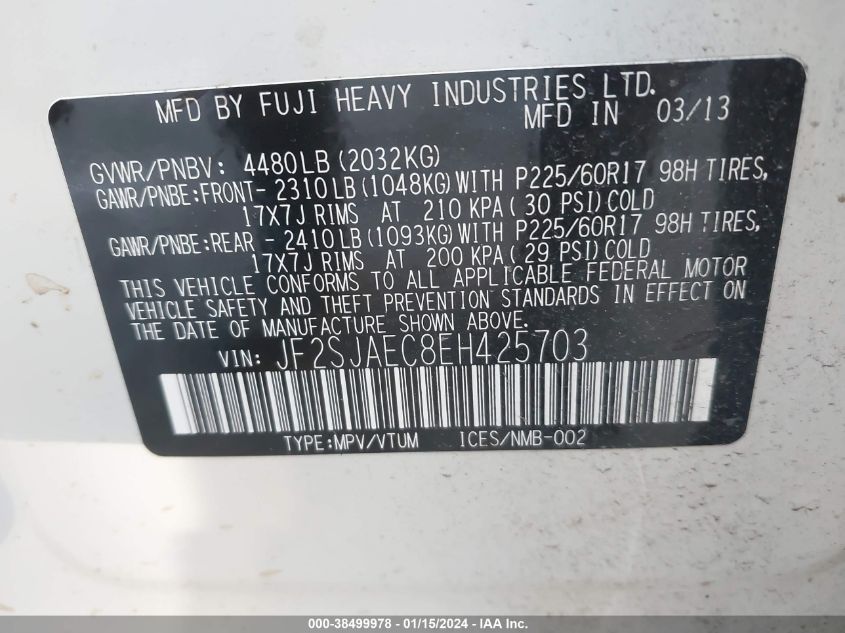 MFD BY FUJI HEAVY INDUSTRIES LTD.
MFD IN 03/13
GVWR/PNBV: 4480LB(2032KG)
GAWR/PNBE:FRONT- 2310LB(1048KG)WITH P225/60R17 98H TIRES,
17X7J RIMS AT 210 KPA( 30 PSI)COLD
GAWR/PNBE:REAR - 2410LB(1093KG)WITH P225/60R17 98H TIRES,
17X7J RIMS AT 200 KPA( 29 PSI)COLD
THIS VEHICLE CONFORMS TO ALL APPLICABLE FEDERAL MOTOR
VEHICLE SAFETY AND THEFT PREVENTION STANDARDS IN EFFECT ON
THE DATE OF MANUFACTURE SHOWN ABOVE.
VIN: JF2SJAEC8EH425703
TYPE:MPV/VTUM ICES/NMB-002
000-38499978 - 01/15/2024 - IAA Inc.